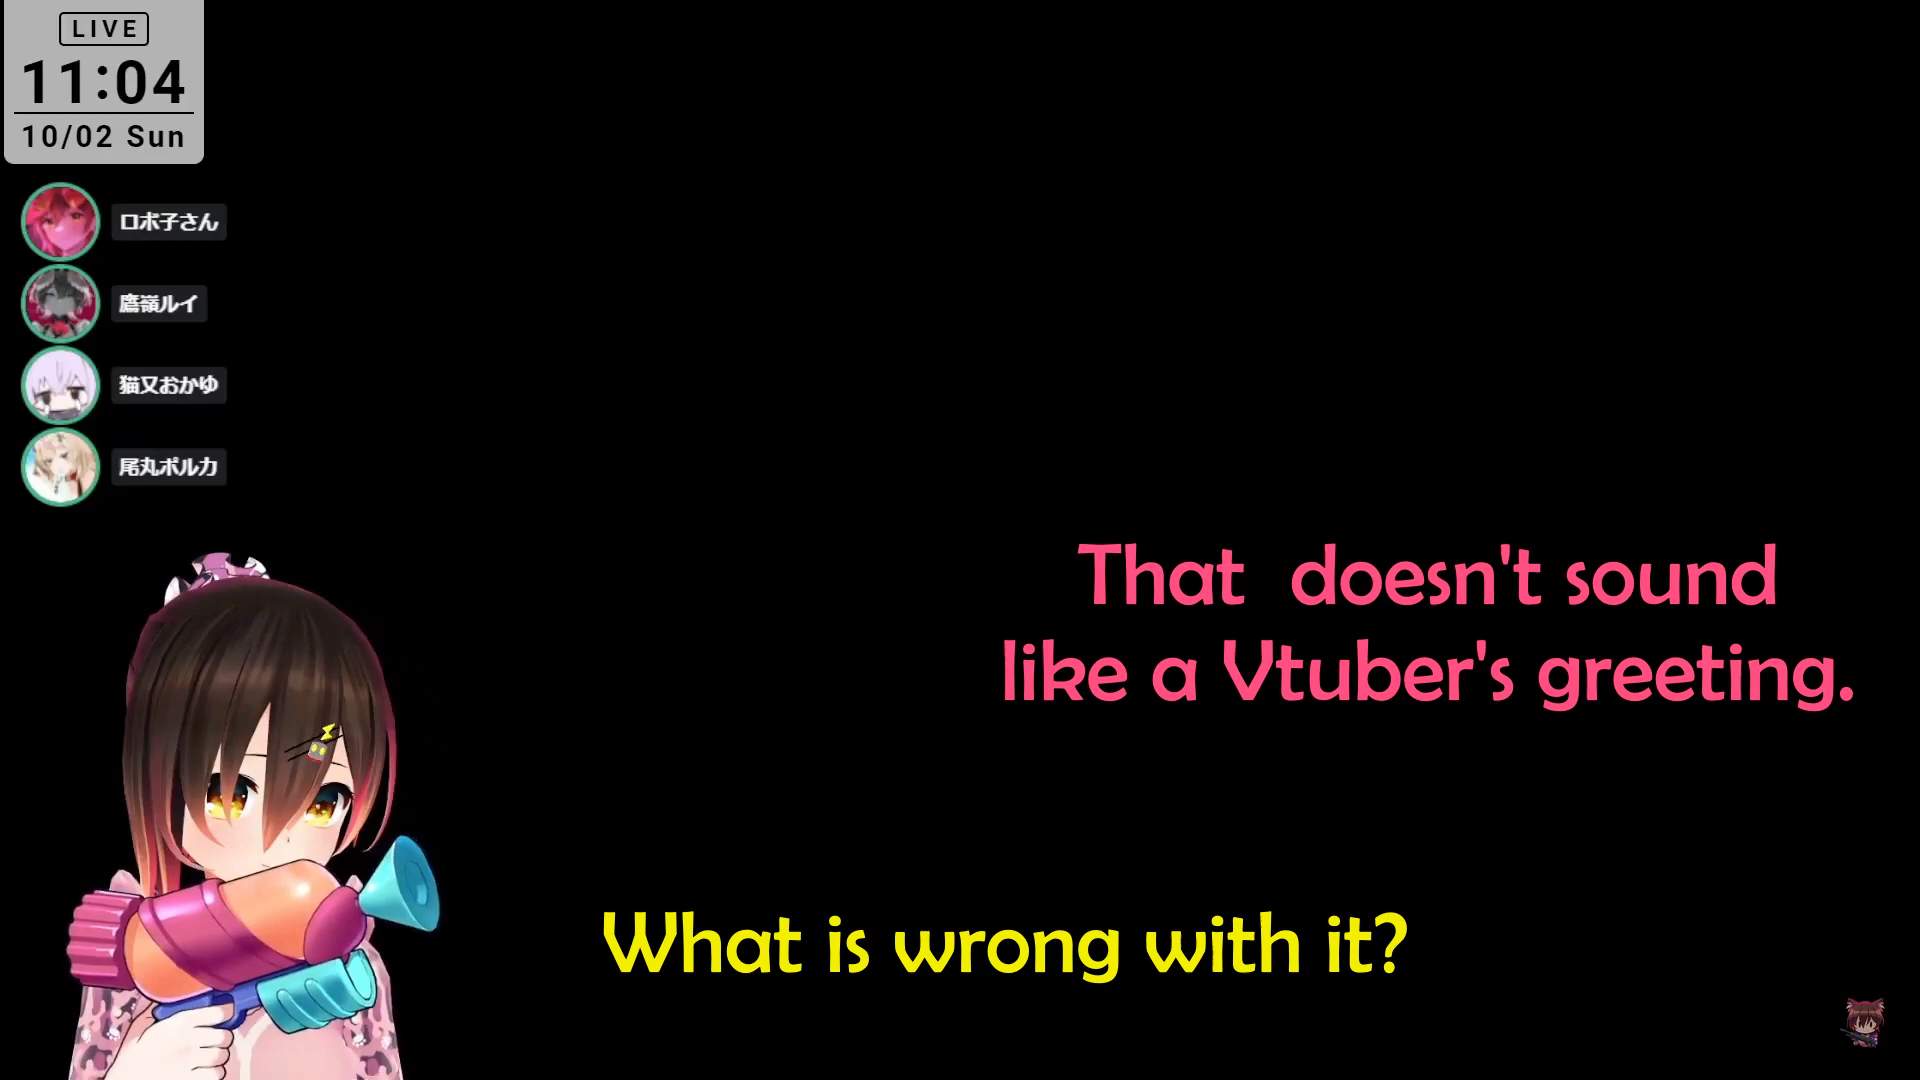 LIVE
11:04
10/02 Sun
ロボ子さん
鷹嶺ルイ
猫又おかゆ
尾丸ポルカ
That doesn't sound
like a Vtuber's greeting.
What is wrong with it?